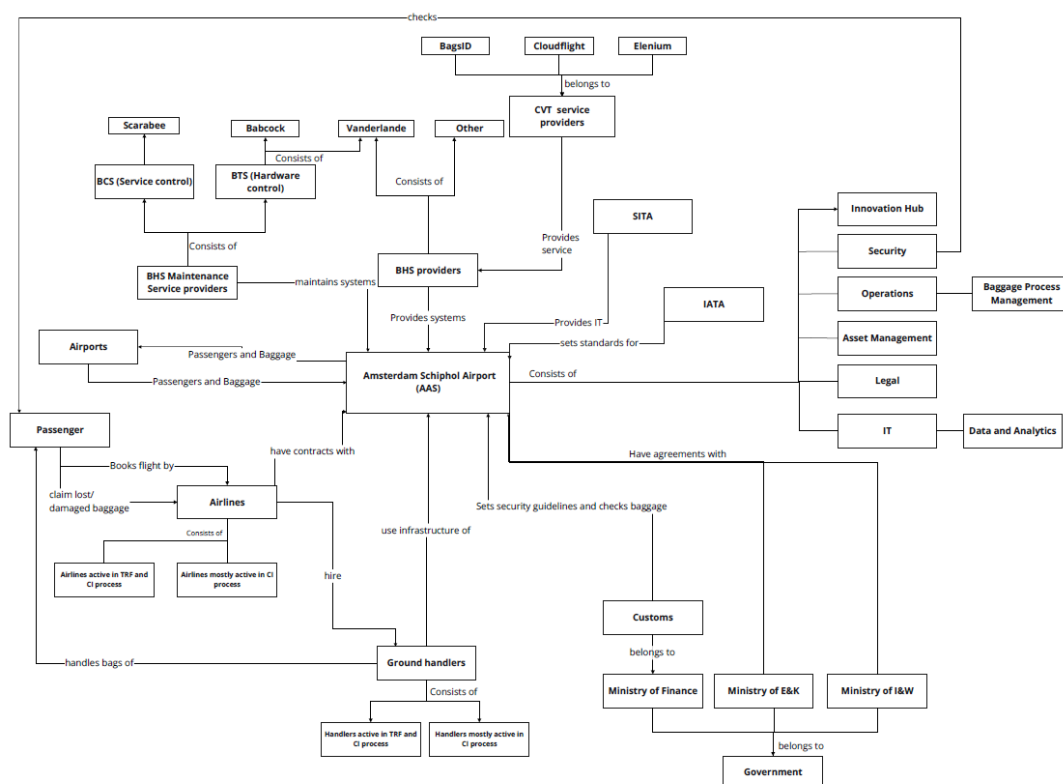 checks
BagsID
Cloudflight
Elenium
belongs to
CVT service
providers
Scarabee
Babcock
Vanderlande
Other
Consists of
BCS (Service control)
BTS (Hardware
control)
Consists of
Innovation Hub
SITA
Provides
service
Security
Consists of
BHS Maintenance
Service providers
maintains systems
BHS providers
Operations
Baggage Process
Management
IATA
Provides systems
Provides IT
Airports
Passengers and Baggage
sets standards for
Asset Management
Passengers and Baggage
Amsterdam Schiphol Airport
(AAS)
Consists of
Legal
Passenger
IT
Data and Analytics
have contracts with
Have agreements with
Books flight by
claim lost/
damaged baggage
Airlines
Sets security guidelines and checks baggage
Consists of
use infrastructure of
Airlines active in TRF and
CI process
Airlines mostly active in CI
process
hire
Customs
handles bags of
Ground handlers
belongs to
Consists of
Ministry of Finance
Ministry of E&K
Ministry of I&W
Handlers active in TRF and
CI process
Handlers mostly active in
CI process
belongs to
Government